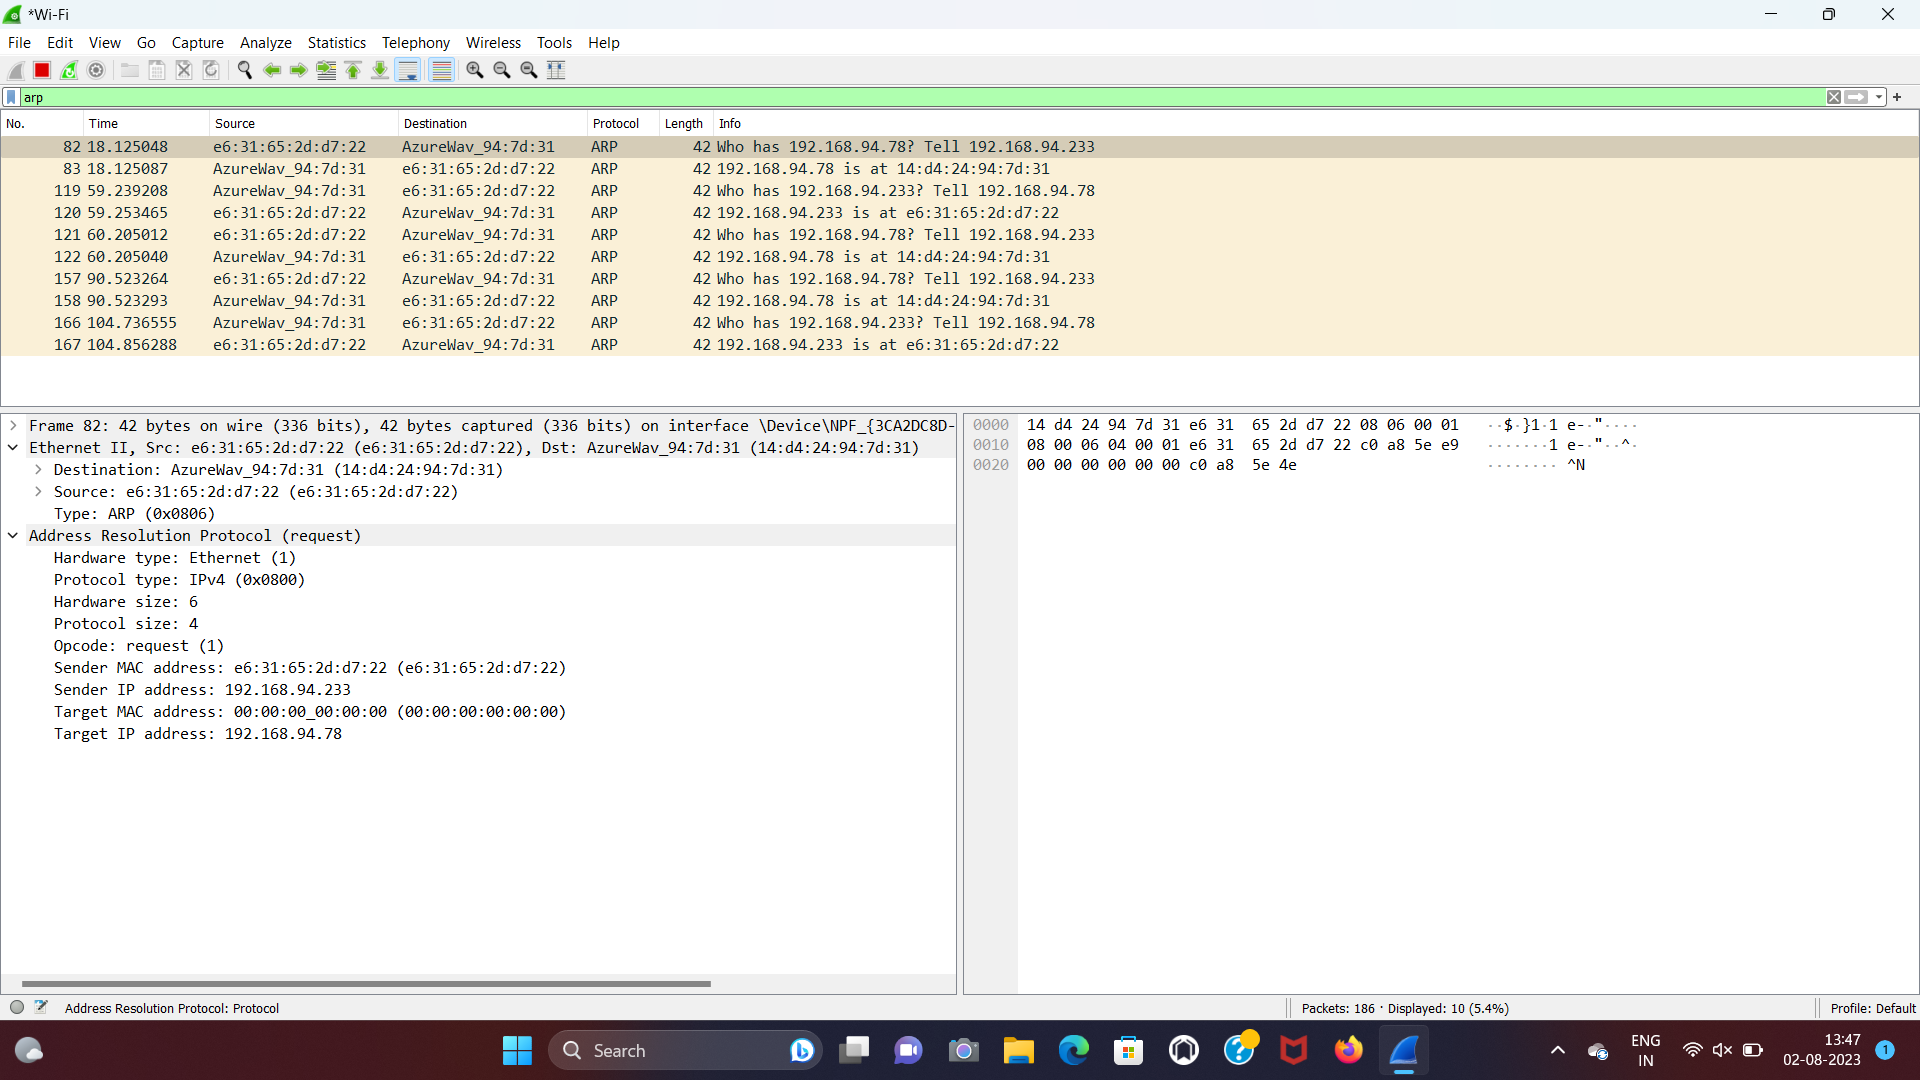 *Wi-Fi
File Edit View Go Capture Analyze Statistics Telephony Wireless Tools Help
arp
No. Time Source Destination Protocol Length Info
82 18.125048 e6:31:65:2d:d7:22 AzureWav_94:7d:31 ARP 42 Who has 192.168.94.78? Tell 192.168.94.233
83 18.125087 AzureWav_94:7d:31 e6:31:65:2d:d7:22 ARP 42 192.168.94.78 is at 14:d4:24:94:7d:31
119 59.239208 AzureWav_94:7d:31 e6:31:65:2d:d7:22 ARP 42 Who has 192.168.94.233? Tell 192.168.94.78
120 59.253465 e6:31:65:2d:d7:22 AzureWav_94:7d:31 ARP 42 192.168.94.233 is at e6:31:65:2d:d7:22
121 60.205012 e6:31:65:2d:d7:22 AzureWav_94:7d:31 ARP 42 Who has 192.168.94.78? Tell 192.168.94.233
122 60.205040 AzureWav_94:7d:31 e6:31:65:2d:d7:22 ARP 42 192.168.94.78 is at 14:d4:24:94:7d:31
157 90.523264 e6:31:65:2d:d7:22 AzureWav_94:7d:31 ARP 42 Who has 192.168.94.78? Tell 192.168.94.233
158 90.523293 AzureWav_94:7d:31 e6:31:65:2d:d7:22 ARP 42 192.168.94.78 is at 14:d4:24:94:7d:31
166 104.736555 AzureWav_94:7d:31 e6:31:65:2d:d7:22 ARP 42 Who has 192.168.94.233? Tell 192.168.94.78
167 104.856288 e6:31:65:2d:d7:22 AzureWav_94:7d:31 ARP 42 192.168.94.233 is at e6:31:65:2d:d7:22
Frame 82: 42 bytes on wire (336 bits), 42 bytes captured (336 bits) on interface \Device\NPF_{3CA2DC8D-
Ethernet II, Src: e6:31:65:2d:d7:22 (e6:31:65:2d:d7:22), Dst: AzureWav_94:7d:31 (14:d4:24:94:7d:31)
Destination: AzureWav_94:7d:31 (14:d4:24:94:7d:31)
Source: e6:31:65:2d:d7:22 (e6:31:65:2d:d7:22)
Type: ARP (0x0806)
Address Resolution Protocol (request)
Hardware type: Ethernet (1)
Protocol type: IPv4 (0x0800)
Hardware size: 6
Protocol size: 4
Opcode: request (1)
Sender MAC address: e6:31:65:2d:d7:22 (e6:31:65:2d:d7:22)
Sender IP address: 192.168.94.233
Target MAC address: 00:00:00_00:00:00 (00:00:00:00:00:00)
Target IP address: 192.168.94.78
0000 14 d4 24 94 7d 31 e6 31 65 2d d7 22 08 06 00 01 ··$·}1·1 e-·"····
0010 08 00 06 04 00 01 e6 31 65 2d d7 22 c0 a8 5e e9 ·······1 e-·"··^·
0020 00 00 00 00 00 00 c0 a8 5e 4e ········ ^N
Address Resolution Protocol: Protocol
Packets: 186 · Displayed: 10 (5.4%)
Profile: Default
Search
ENG
IN
13:47
02-08-2023
1